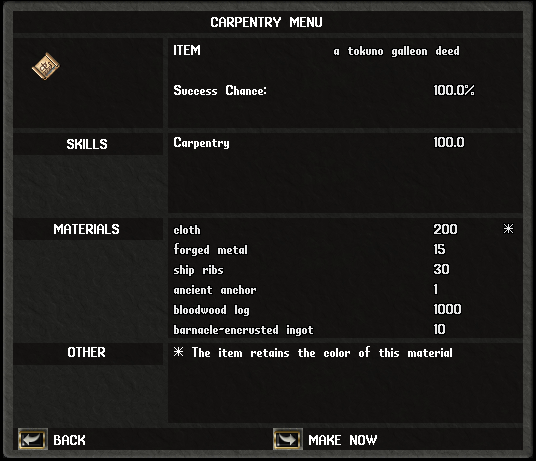 CARPENTRY MENU
ITEM a tokuno galleon deed
Success Chance: 100.0%
SKILLS
Carpentry 100.0
MATERIALS
cloth 200 *
forged metal 15
ship ribs 30
ancient anchor 1
bloodwood log 1000
barnacle-encrusted ingot 10
OTHER
* The item retains the color of this material
BACK MAKE NOW